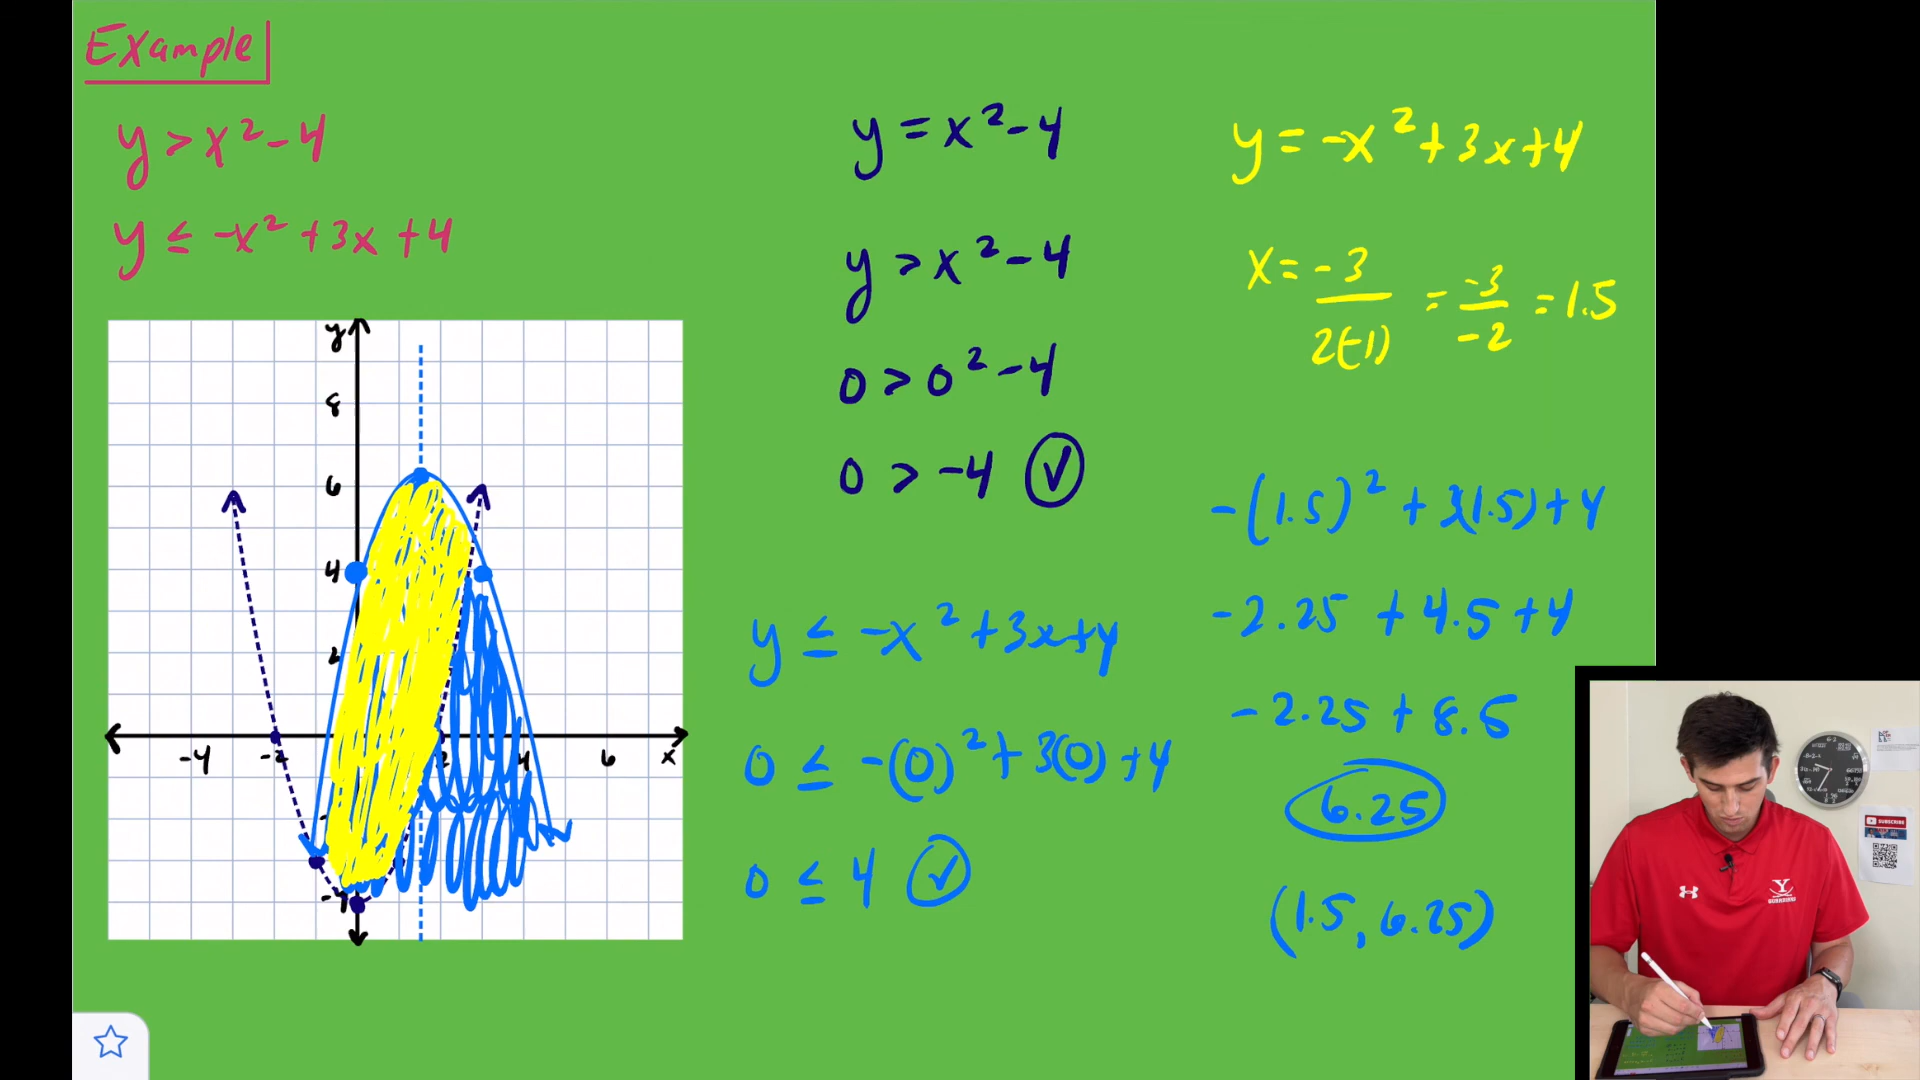 Example
y > x² - 4
y ≤ -x² + 3x + 4
y
8
6
4
2
-4
-2
2
4
6
x
y = x² - 4
y > x² - 4
0 > 0² - 4
0 > -4 ✓
y ≤ -x² + 3x + 4
0 ≤ -(0)² + 3(0) + 4
0 ≤ 4 ✓
y = -x² + 3x + 4
x = -3 / 2(-1) = -3 / -2 = 1.5
-(1.5)² + 3(1.5) + 4
-2.25 + 4.5 + 4
-2.25 + 8.5
6.25
(1.5, 6.25)
SUBSCRIBE
Y